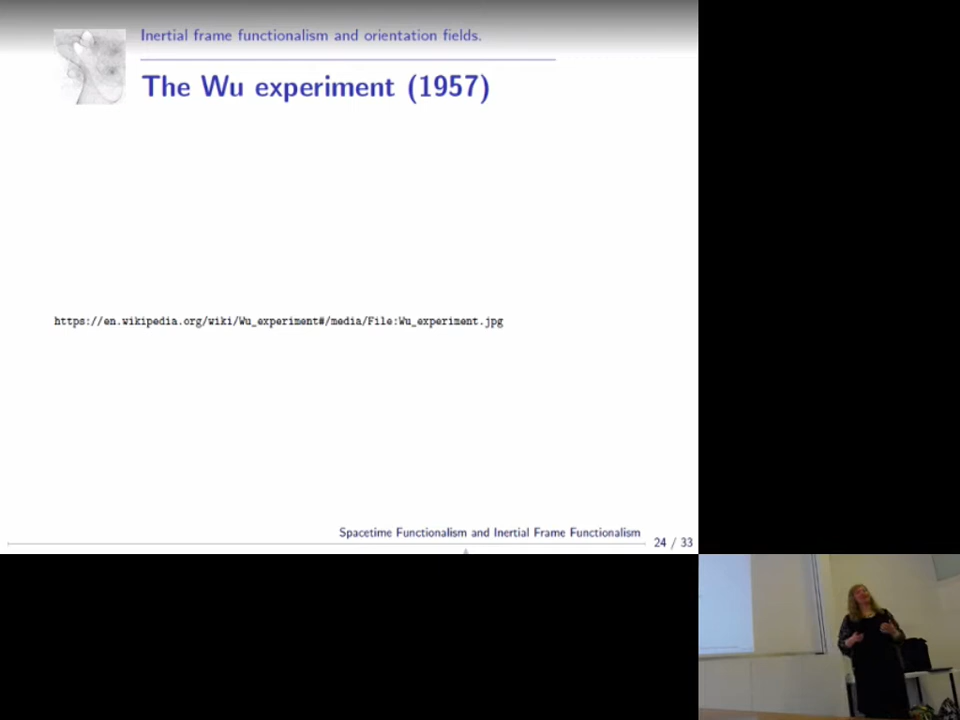 Inertial frame functionalism and orientation fields.
The Wu experiment (1957)
https://en.wikipedia.org/wiki/Wu_experiment#/media/File:Wu_experiment.jpg
Spacetime Functionalism and Inertial Frame Functionalism
24 / 33